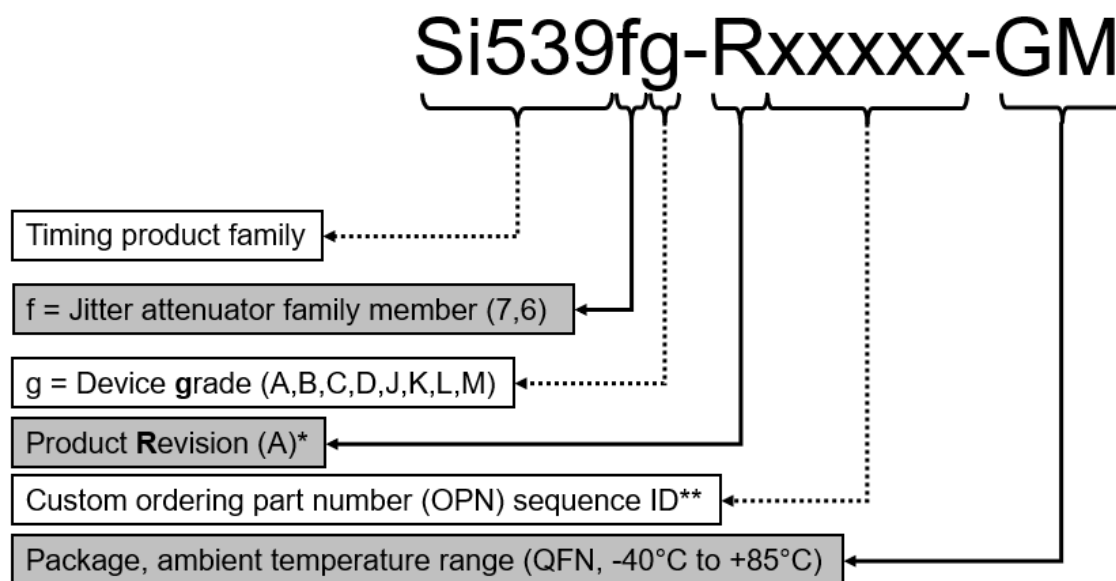 Si539fg-Rxxxxx-GM
Timing product family
f = Jitter attenuator family member (7,6)
g = Device grade (A,B,C,D,J,K,L,M)
Product Revision (A)*
Custom ordering part number (OPN) sequence ID**
Package, ambient temperature range (QFN, -40°C to +85°C)